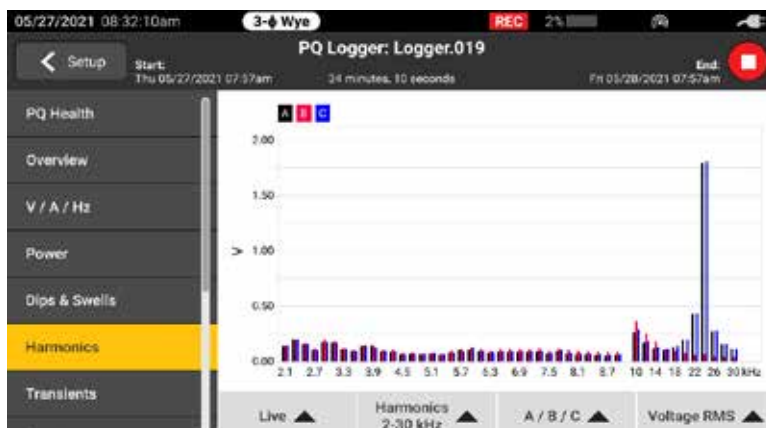 05/27/2021 08:32:10am
3-ϕ Wye
REC
2%
PQ Logger: Logger.019
Setup
Start:
Thu 05/27/2021 07:57am
34 minutes, 10 seconds
End:
Fri 05/28/2021 07:57am
PQ Health
Overview
V / A / Hz
Power
Dips & Swells
Harmonics
Transients
A B C
2.00
1.50
V 1.00
0.50
0.00
2.1 2.7 3.3 3.9 4.5 5.1 5.7 6.3 6.9 7.5 8.1 8.7 10 14 18 22 26 30 kHz
Live
Harmonics
2-30 kHz
A / B / C
Voltage RMS